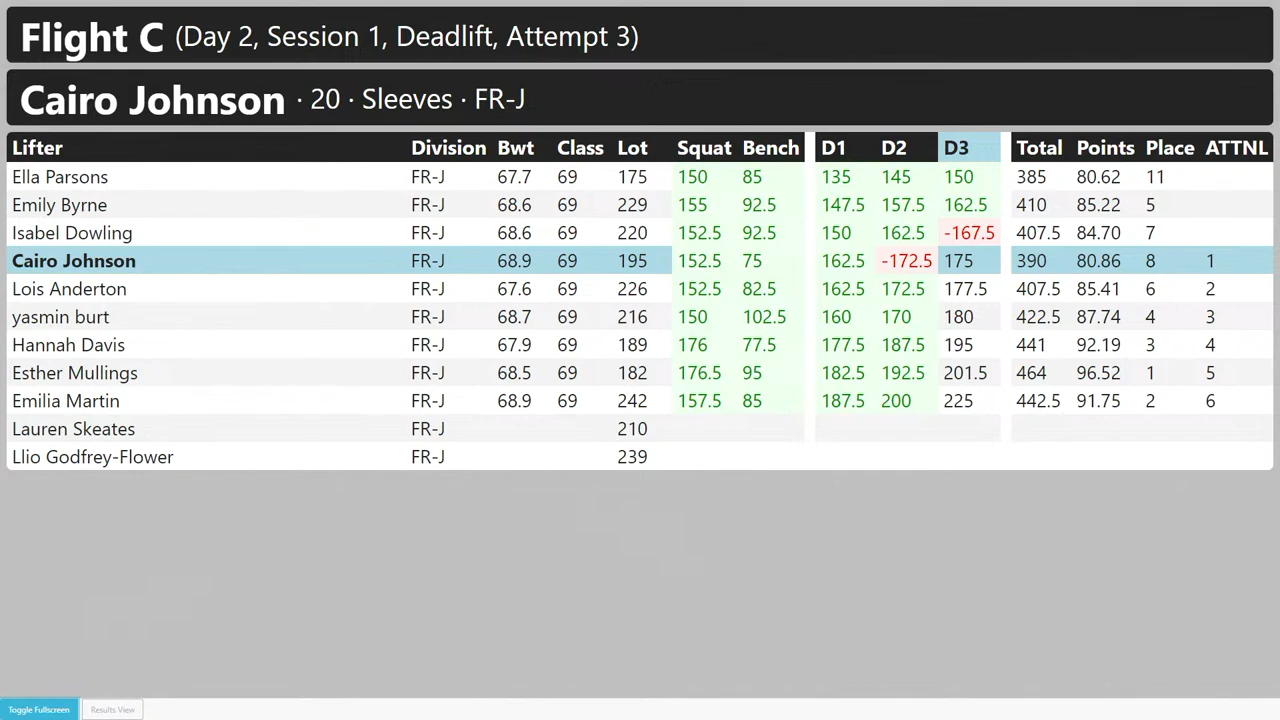 Flight C (Day 2, Session 1, Deadlift, Attempt 3)
Cairo Johnson · 20 · Sleeves · FR-J
Lifter Division Bwt Class Lot Squat Bench D1 D2 D3 Total Points Place ATTNL
Ella Parsons FR-J 67.7 69 175 150 85 135 145 150 385 80.62 11
Emily Byrne FR-J 68.6 69 229 155 92.5 147.5 157.5 162.5 410 85.22 5
Isabel Dowling FR-J 68.6 69 220 152.5 92.5 150 162.5 -167.5 407.5 84.70 7
Cairo Johnson FR-J 68.9 69 195 152.5 75 162.5 -172.5 175 390 80.86 8 1
Lois Anderton FR-J 67.6 69 226 152.5 82.5 162.5 172.5 177.5 407.5 85.41 6 2
yasmin burt FR-J 68.7 69 216 150 102.5 160 170 180 422.5 87.74 4 3
Hannah Davis FR-J 67.9 69 189 176 77.5 177.5 187.5 195 441 92.19 3 4
Esther Mullings FR-J 68.5 69 182 176.5 95 182.5 192.5 201.5 464 96.52 1 5
Emilia Martin FR-J 68.9 69 242 157.5 85 187.5 200 225 442.5 91.75 2 6
Lauren Skeates FR-J 210
Llio Godfrey-Flower FR-J 239
Toggle Fullscreen Results View